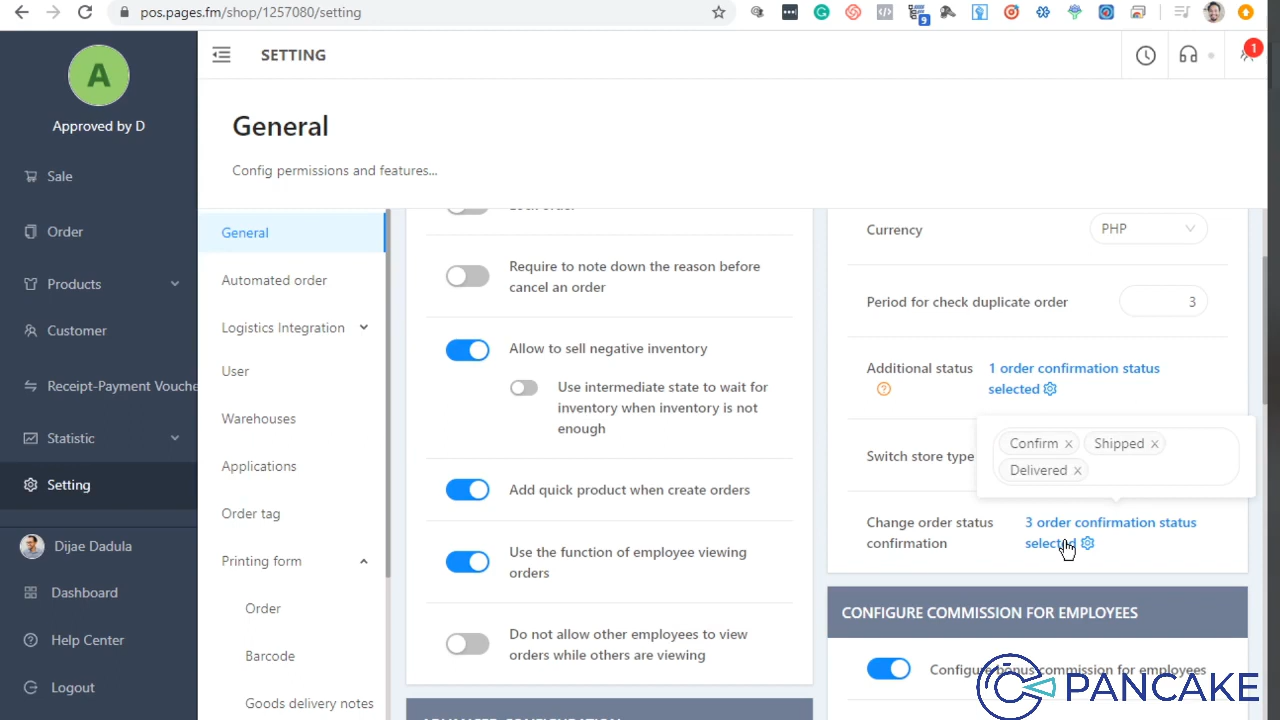 pos.pages.fm/shop/1257080/setting
9
A
Approved by D
Sale
Order
Products
Customer
Receipt-Payment Vouche
Statistic
Setting
Dijae Dadula
Dashboard
Help Center
Logout
SETTING
1
General
Config permissions and features...
General
Automated order
Logistics Integration
User
Warehouses
Applications
Order tag
Printing form
Order
Barcode
Goods delivery notes
Require to note down the reason before
cancel an order
Allow to sell negative inventory
Use intermediate state to wait for
inventory when inventory is not
enough
Add quick product when create orders
Use the function of employee viewing
orders
Do not allow other employees to view
orders while others are viewing
Currency
PHP
Period for check duplicate order
3
Additional status
1 order confirmation status
selected
Switch store type
Confirm
Shipped
Delivered
Change order status
confirmation
3 order confirmation status
selected
CONFIGURE COMMISSION FOR EMPLOYEES
Configure bonus commission for employees
PANCAKE